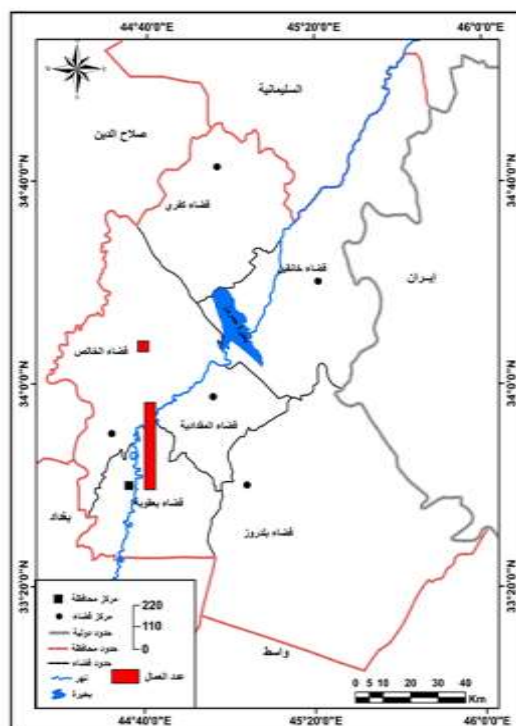 44°40'0"E 45°20'0"E 46°0'0"E
السليمانية
صلاح الدين
34°40'0"N 34°40'0"N
قضاء كفري
قضاء خانقين
ايـران
قضاء الخالص
34°0'0"N 34°0'0"N
قضاء المقدادية
قضاء بعقوبة
بغداد
قضاء بلدروز
33°20'0"N 33°20'0"N
واسط
مركز محافظة
مركز قضاء
حدود دولية
حدود محافظة
حدود قضاء
نهر
بحيرة
220
110
0
عدد العمال
0 5 10 20 30 40
Km
44°40'0"E 45°20'0"E 46°0'0"E